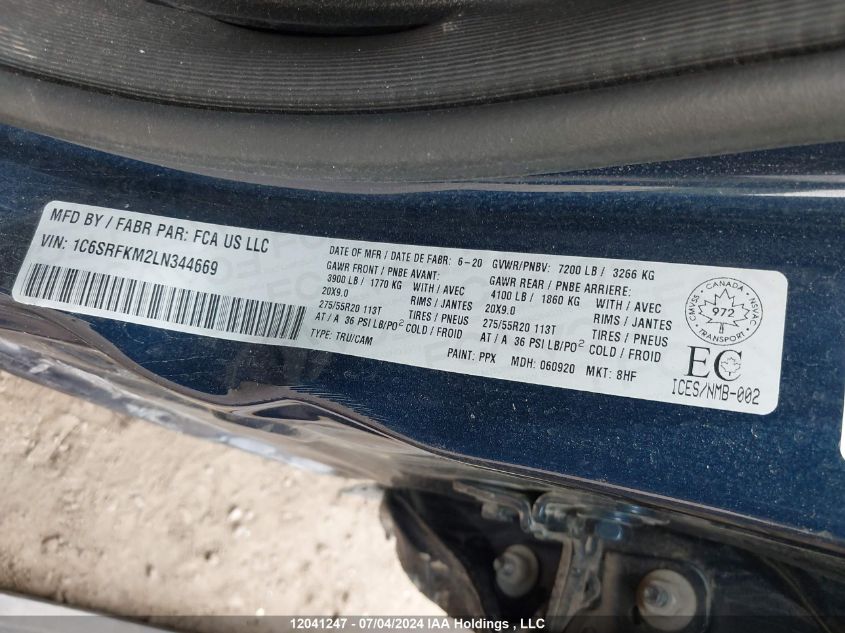 MFD BY / FABR PAR: FCA US LLC
VIN: 1C6SRFKM2LN344669
DATE OF MFR / DATE DE FABR: 6-20 GVWR/PNBV: 7200 LB / 3266 KG
GAWR FRONT / PNBE AVANT: GAWR REAR / PNBE ARRIERE:
3900 LB / 1770 KG WITH / AVEC 4100 LB / 1860 KG WITH / AVEC
20X9.0 RIMS / JANTES 20X9.0 RIMS / JANTES
275/55R20 113T TIRES / PNEUS 275/55R20 113T TIRES / PNEUS
AT / A 36 PSI LB/PO² COLD / FROID AT / A 36 PSI LB/PO² COLD / FROID
TYPE: TRU/CAM PAINT: PPX MDH: 060920 MKT: 8HF
CANADA
CMVSS 972 NSVAC
TRANSPORT
EC
ICES/NMB-002
12041247 - 07/04/2024 IAA Holdings , LLC